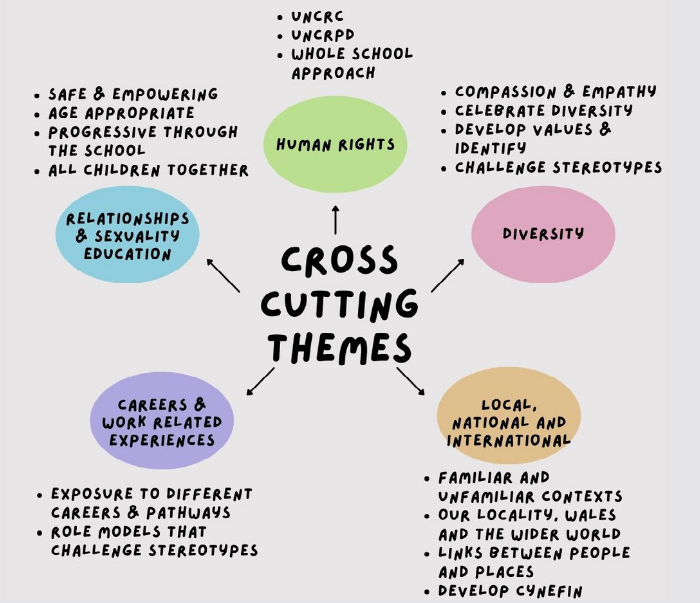 • UNCRC
• UNCRPD
• WHOLE SCHOOL
APPROACH
HUMAN RIGHTS
• SAFE & EMPOWERING
• AGE APPROPRIATE
• PROGRESSIVE THROUGH
THE SCHOOL
• ALL CHILDREN TOGETHER
RELATIONSHIPS
& SEXUALITY
EDUCATION
• COMPASSION & EMPATHY
• CELEBRATE DIVERSITY
• DEVELOP VALUES &
IDENTIFY
• CHALLENGE STEREOTYPES
DIVERSITY
CROSS
CUTTING
THEMES
CAREERS &
WORK RELATED
EXPERIENCES
• EXPOSURE TO DIFFERENT
CAREERS & PATHWAYS
• ROLE MODELS THAT
CHALLENGE STEREOTYPES
LOCAL,
NATIONAL AND
INTERNATIONAL
• FAMILIAR AND
UNFAMILIAR CONTEXTS
• OUR LOCALITY, WALES
AND THE WIDER WORLD
• LINKS BETWEEN PEOPLE
AND PLACES
• DEVELOP CYNEFIN